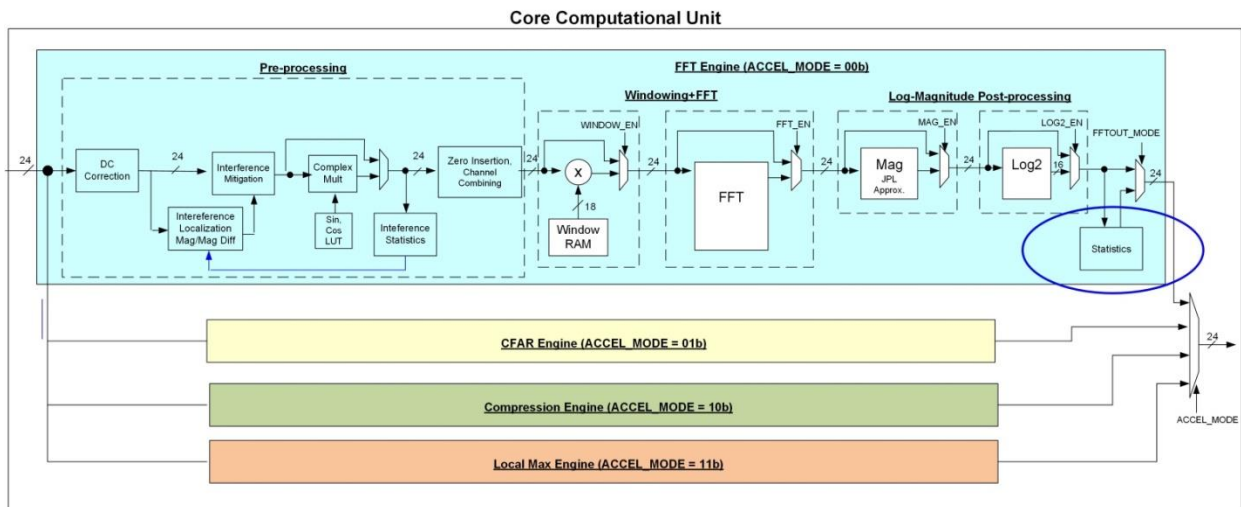 Core Computational Unit
Pre-processing
FFT Engine (ACCEL_MODE = 00b)
Windowing+FFT
Log-Magnitude Post-processing
WINDOW_EN
FFT_EN
MAG_EN
LOG2_EN
FFTOUT_MODE
24
DC
Correction
24
Interference
Mitigation
Complex
Mult
24
Zero Insertion,
Channel
Combining
24
X
24
FFT
24
Mag
JPL
Approx.
24
Log2
16
24
Intereference
Localization
Mag/Mag Diff
Sin,
Cos
LUT
Inteference
Statistics
18
Window
RAM
Statistics
CFAR Engine (ACCEL_MODE = 01b)
24
Compression Engine (ACCEL_MODE = 10b)
ACCEL_MODE
Local Max Engine (ACCEL_MODE = 11b)